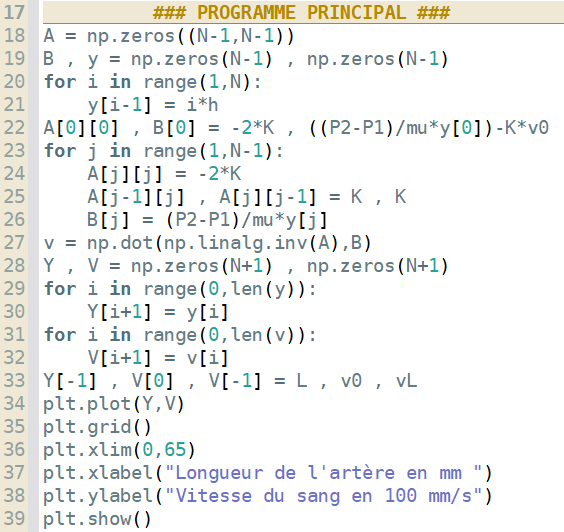 17 ### PROGRAMME PRINCIPAL ###
18 A = np.zeros((N-1,N-1))
19 B , y = np.zeros(N-1) , np.zeros(N-1)
20 for i in range(1,N):
21     y[i-1] = i*h
22 A[0][0] , B[0] = -2*K , ((P2-P1)/mu*y[0])-K*v0
23 for j in range(1,N-1):
24     A[j][j] = -2*K
25     A[j-1][j] , A[j][j-1] = K , K
26     B[j] = (P2-P1)/mu*y[j]
27 v = np.dot(np.linalg.inv(A),B)
28 Y , V = np.zeros(N+1) , np.zeros(N+1)
29 for i in range(0,len(y)):
30     Y[i+1] = y[i]
31 for i in range(0,len(v)):
32     V[i+1] = v[i]
33 Y[-1] , V[0] , V[-1] = L , v0 , vL
34 plt.plot(Y,V)
35 plt.grid()
36 plt.xlim(0,65)
37 plt.xlabel("Longueur de l'artère en mm ")
38 plt.ylabel("Vitesse du sang en 100 mm/s")
39 plt.show()